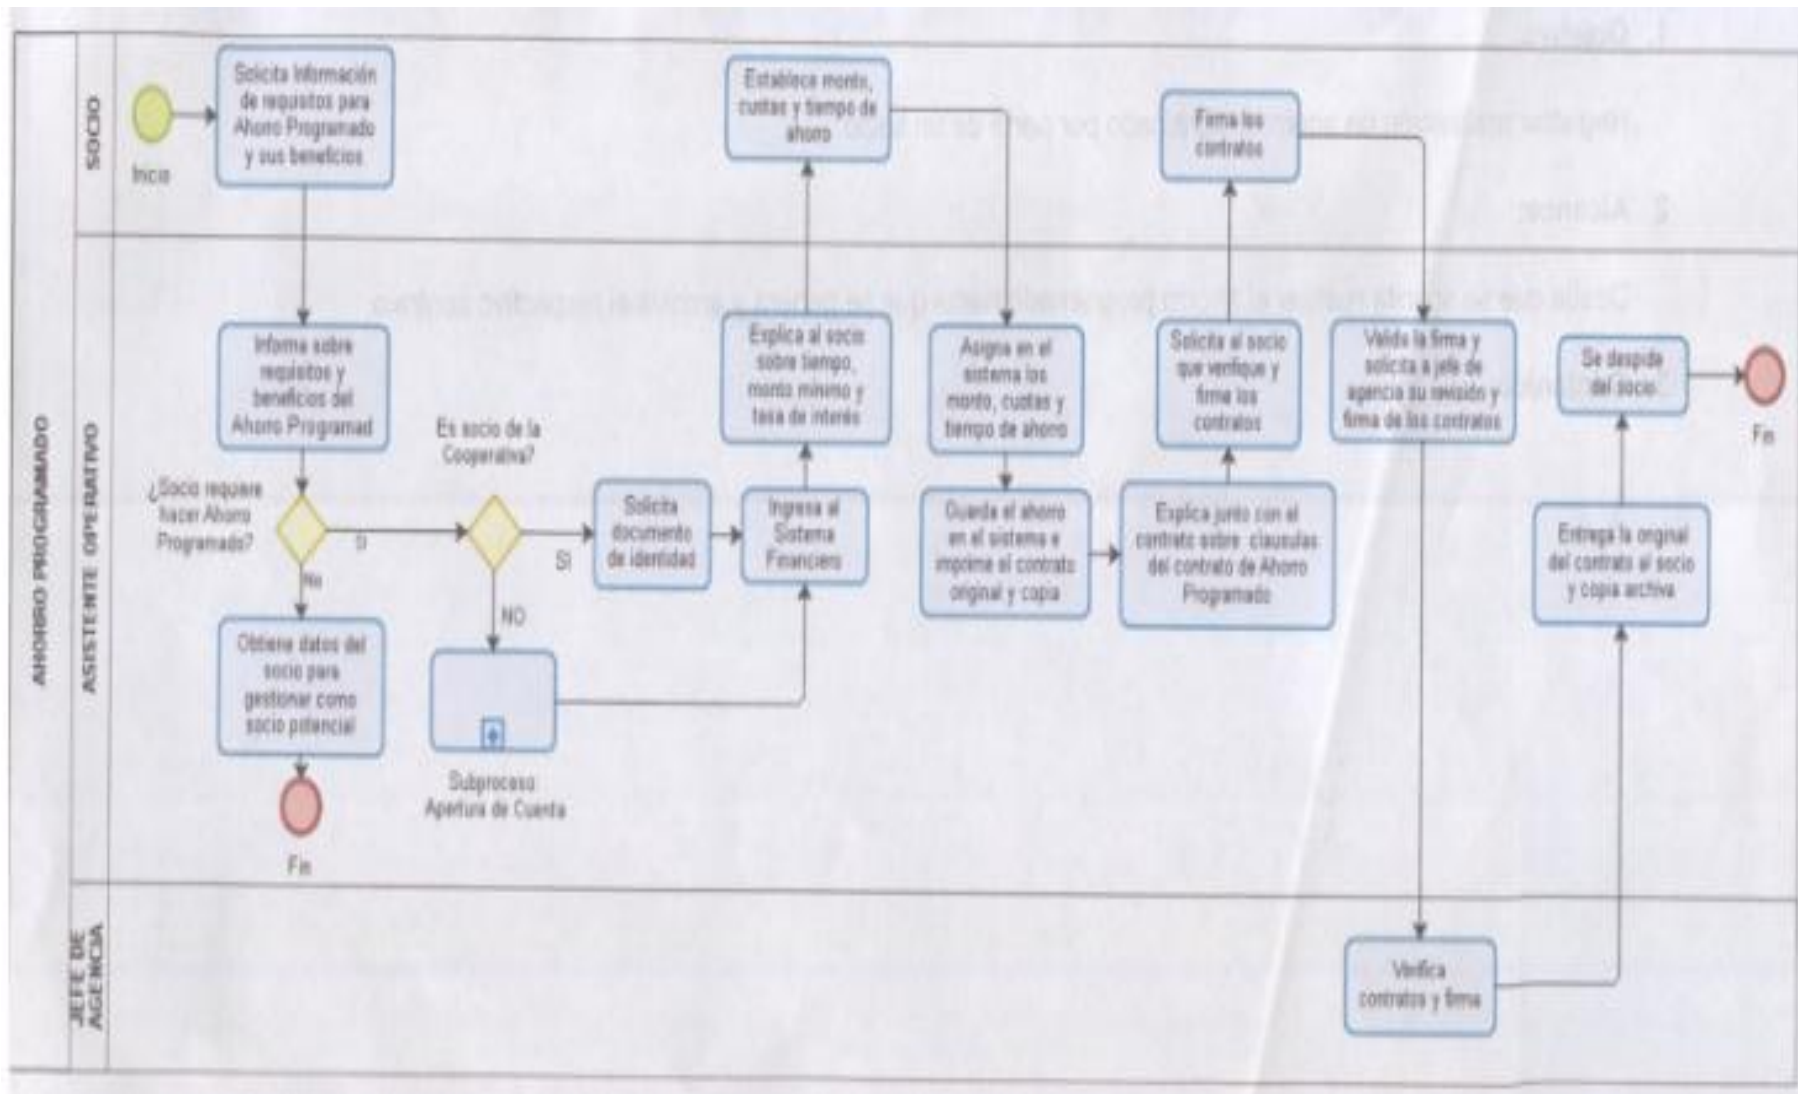 AHORRO PROGRAMADO
SOCIO
Inicio
Solicita Información
de requisitos para
Ahorro Programado
y sus beneficios
Establece monto,
cuotas y tiempo de
ahorro
Firma los
contratos
ASISTENTE OPERATIVO
Informa sobre
requisitos y
beneficios del
Ahorro Programad
¿Socio requiere
hacer Ahorro
Programado?
SI
No
Obtiene datos del
socio para
gestionar como
socio potencial
Fin
Es socio de la
Cooperativa?
SI
NO
Subproceso
Apertura de Cuenta
Solicita
documento
de identidad
Ingresa al
Sistema
Financiero
Explica al socio
sobre tiempo,
monto mínimo y
tasa de interés
Asigna en el
sistema los
monto, cuotas y
tiempo de ahorro
Guarda el ahorro
en el sistema e
imprime el contrato
original y copia
Explica junto con el
contrato sobre clausulas
del contrato de Ahorro
Programado
Solicita al socio
que verifique y
firme los
contratos
Valida la firma y
solicita a jefe de
agencia su revisión y
firma de los contratos
Entrega la original
del contrato al socio
y copia archiva
Se despide
del socio
Fin
JEFE DE
AGENCIA
Verifica
contratos y firma